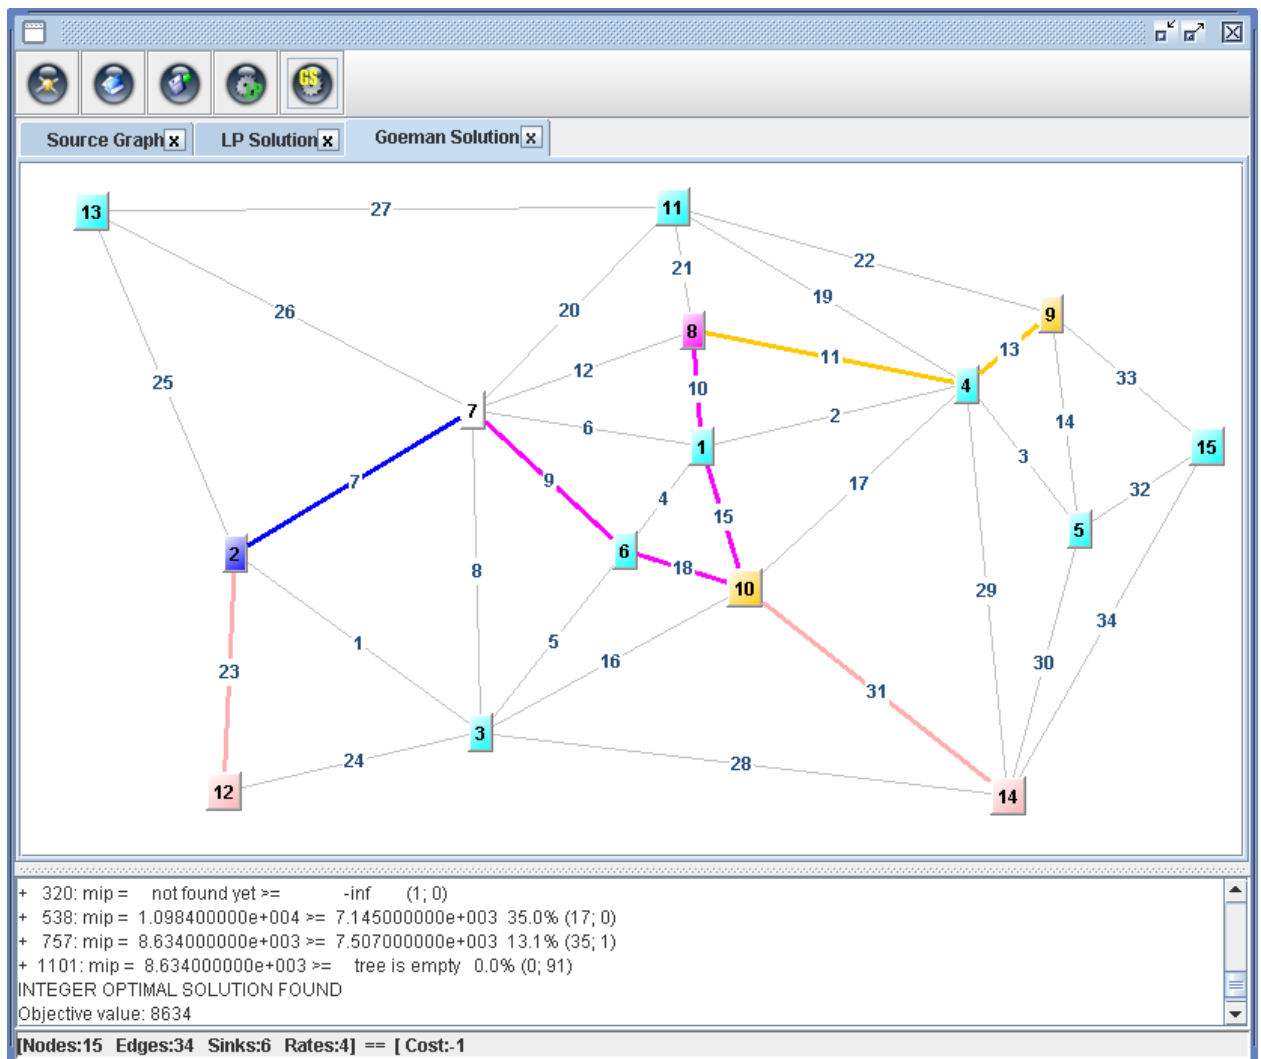 GS
Source Graph x LP Solution x Goeman Solution x
13 27 11
21 22
26 20 19
8 9
25 12 11 13 33
7 10 4
6 2 14
1 3 15
7 9 4 15 17 32
2 6 5
8 18 10 29
1 5 16 34
23 31 30
3
24 28
12 14
+ 320: mip = not found yet >= -inf (1; 0)
+ 538: mip = 1.098400000e+004 >= 7.145000000e+003 35.0% (17; 0)
+ 757: mip = 8.634000000e+003 >= 7.507000000e+003 13.1% (35; 1)
+ 1101: mip = 8.634000000e+003 >= tree is empty 0.0% (0; 91)
INTEGER OPTIMAL SOLUTION FOUND
Objective value: 8634
[Nodes:15 Edges:34 Sinks:6 Rates:4] == [ Cost:-1